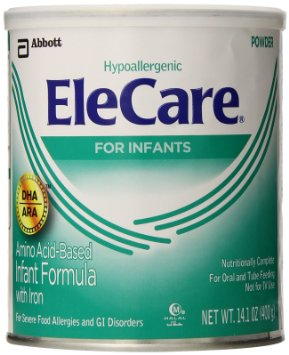 Abbott
POWDER
Hypoallergenic
EleCare®
FOR INFANTS
DHA
ARA
Amino Acid-Based
Infant Formula
with Iron
For Severe Food Allergies and GI Disorders
Nutritionally Complete
For Oral and Tube Feeding
Not for IV Use
M
HALAL
NET WT. 14.1 OZ (400 g)